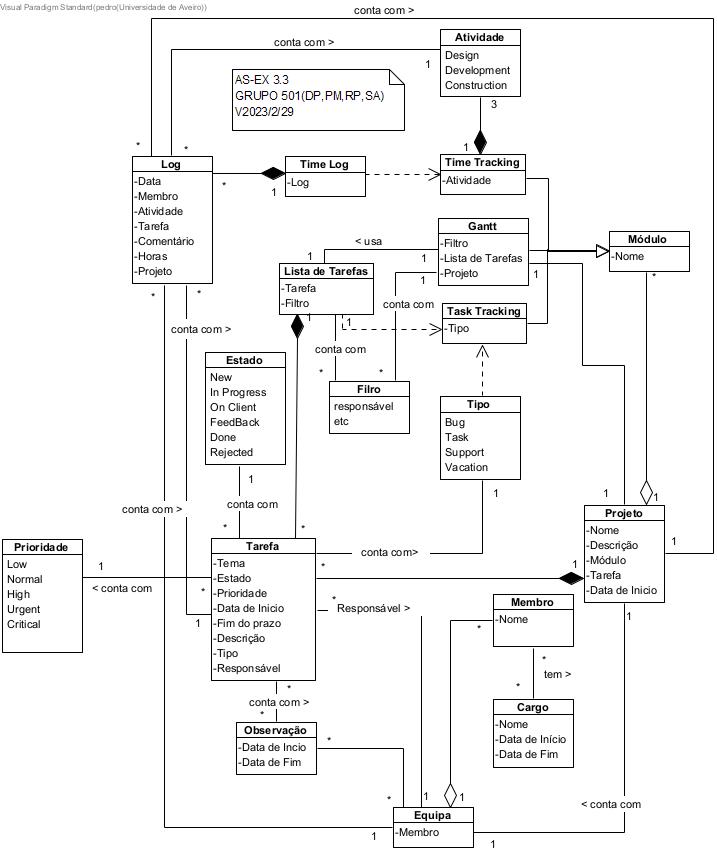 Visual Paradigm Standard(pedro(Universidade de Aveiro))
conta com >
conta com >
1
Atividade
Design
Development
Construction
3
AS-EX 3.3
GRUPO 501(DP,PM,RP,SA)
V2023/2/29
*
*
Log
-Data
-Membro
-Atividade
-Tarefa
-Comentário
-Horas
-Projeto
*
1
Time Log
-Log
1
Time Tracking
-Atividade
Gantt
-Filtro
-Lista de Tarefas
-Projeto
Módulo
-Nome
*
< usa
1
1
1
1
Lista de Tarefas
-Tarefa
-Filtro
1
1
conta com
conta com
*
*
Task Tracking
-Tipo
*
*
conta com >
Estado
New
In Progress
On Client
FeedBack
Done
Rejected
1
Filro
responsável
etc
Tipo
Bug
Task
Support
Vacation
1
conta com
*
*
conta com >
conta com>
*
1
1
Projeto
-Nome
-Descrição
-Módulo
-Tarefa
-Data de Inicio
1
1
1
Prioridade
Low
Normal
High
Urgent
Critical
1
< conta com
*
1
Tarefa
-Tema
-Estado
-Prioridade
-Data de Inicio
-Fim do prazo
-Descrição
-Tipo
-Responsável
*
Responsável >
Membro
-Nome
*
*
tem >
*
Cargo
-Nome
-Data de Início
-Data de Fim
*
conta com >
*
Observação
-Data de Incio
-Data de Fim
*
*
1
1
Equipa
-Membro
1
1
< conta com